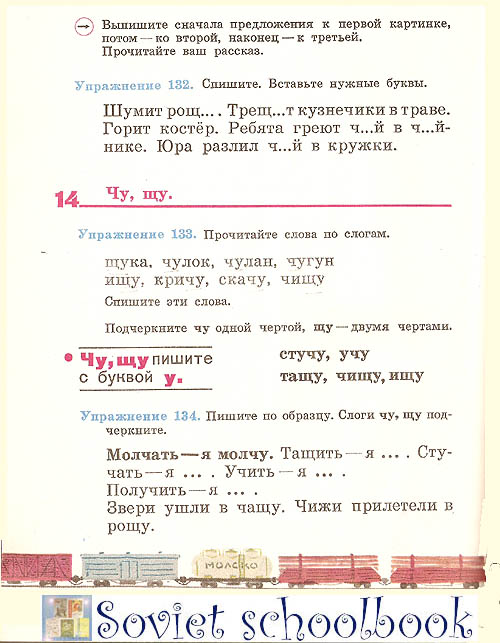 Выпишите сначала предложения к первой картинке,
потом — ко второй, наконец — к третьей.
Прочитайте ваш рассказ.
Упражнение 132. Спишите. Вставьте нужные буквы.
Шумит рощ... . Трещ...т кузнечики в траве.
Горит костёр. Ребята греют ч...й в ч...й-
нике. Юра разлил ч...й в кружки.
14 Чу, щу.
Упражнение 133. Прочитайте слова по слогам.
щука, чулок, чулан, чугун
ищу, кричу, скачу, чищу
Спишите эти слова.
Подчеркните чу одной чертой, щу — двумя чертами.
• Чу, щу пишите
с буквой у.
стучу, учу
тащу, чищу, ищу
Упражнение 134. Пишите по образцу. Слоги чу, щу под-
черкните.
Молчать — я молчу. Тащить — я ... . Сту-
чать — я ... . Учить — я ... .
Получить — я ... .
Звери ушли в чащу. Чижи прилетели в
рощу.
МОЛОКО
Soviet schoolbook